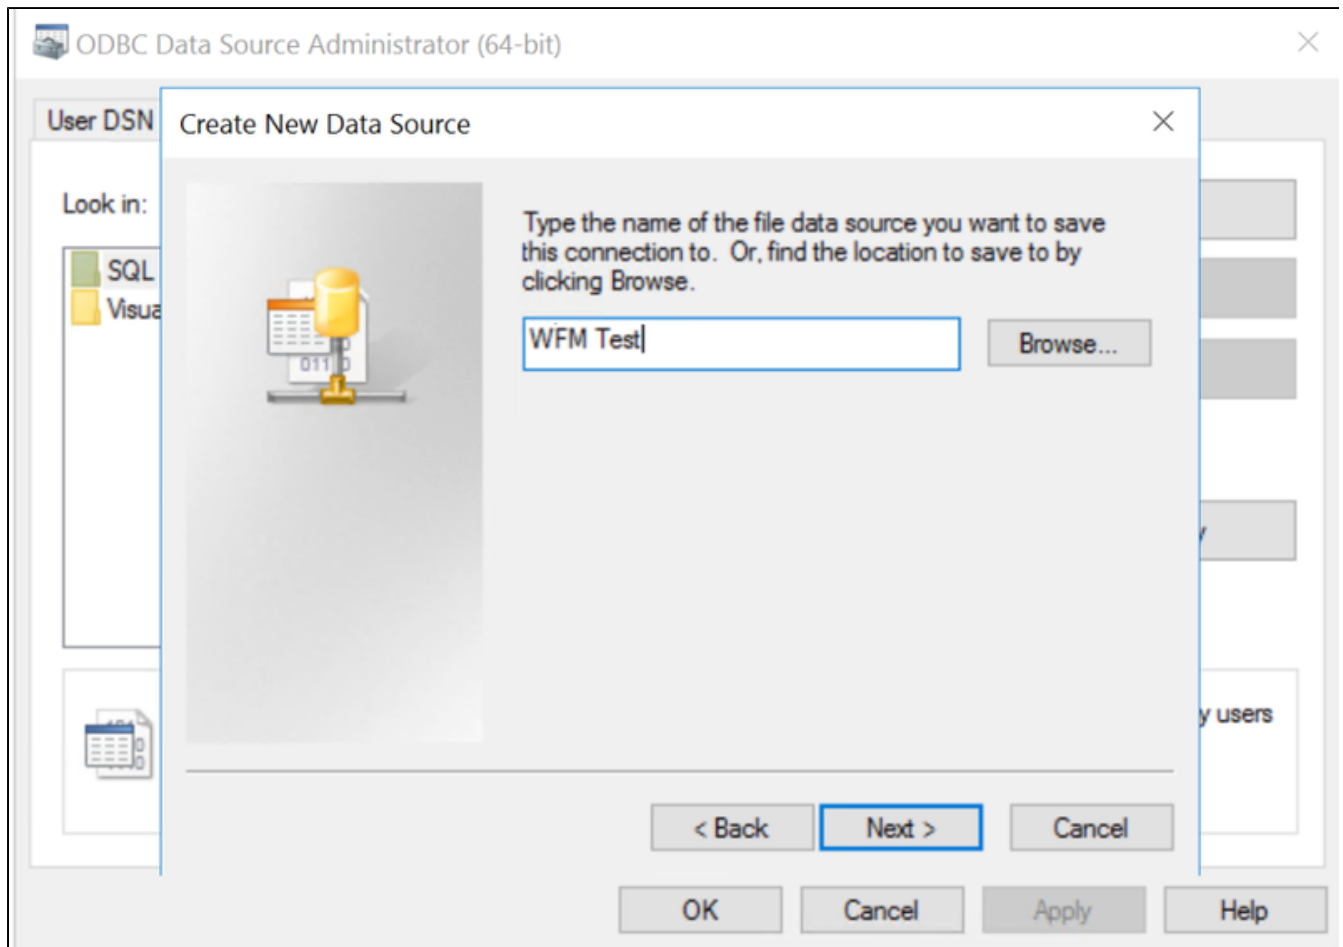 ODBC Data Source Administrator (64-bit)
User DSN
Create New Data Source
Look in:
SQL
Type the name of the file data source you want to save
this connection to. Or, find the location to save to by
clicking Browse.
WFM Test
Browse...
y users
< Back
Next >
Cancel
OK
Cancel
Apply
Help